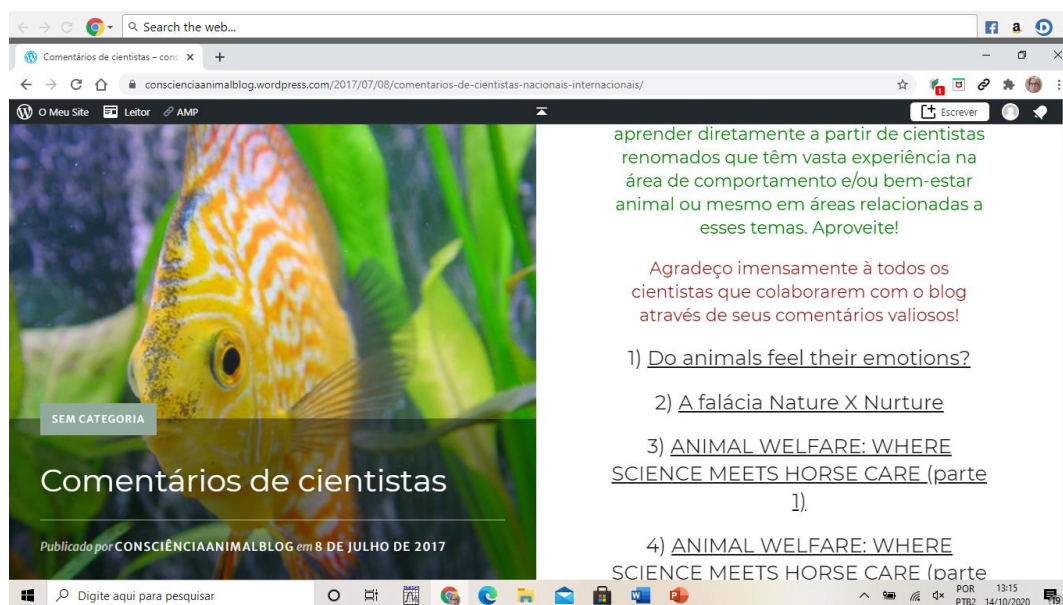 Search the web...
Comentários de cientistas – cons
conscienciaanimalblog.wordpress.com/2017/07/08/comentarios-de-cientistas-nacionais-internacionais/
O Meu Site Leitor AMP Escrever
SEM CATEGORIA
Comentários de cientistas
Publicado por CONSCIÊNCIAANIMALBLOG em 8 DE JULHO DE 2017
aprender diretamente a partir de cientistas
renomados que têm vasta experiência na
área de comportamento e/ou bem-estar
animal ou mesmo em áreas relacionadas a
esses temas. Aproveite!
Agradeço imensamente à todos os
cientistas que colaborarem com o blog
através de seus comentários valiosos!
1) Do animals feel their emotions?
2) A falácia Nature X Nurture
3) ANIMAL WELFARE: WHERE
SCIENCE MEETS HORSE CARE (parte
1)
4) ANIMAL WELFARE: WHERE
SCIENCE MEETS HORSE CARE (parte
Digite aqui para pesquisar
POR 13:15
PTB2 14/10/2020